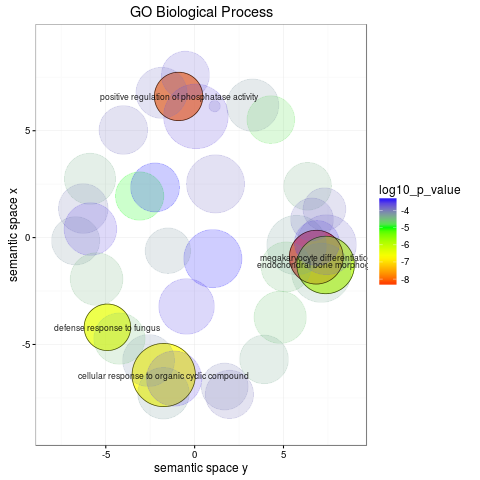 GO Biological Process
positive regulation of phosphatase activity
5
0
-5
megakaryocyte differentiatio
endochondral bone morphog
defense response to fungus
cellular response to organic cyclic compound
-5
0
5
semantic space y
semantic space x
log10_p_value
-4
-5
-6
-7
-8